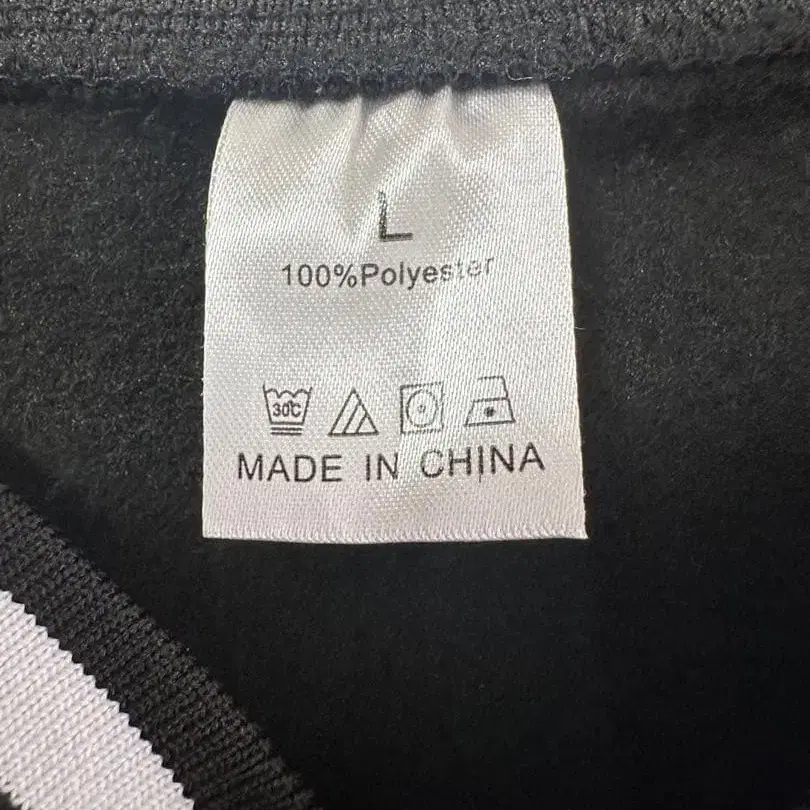 L
100%Polyester
30℃
MADE IN CHINA